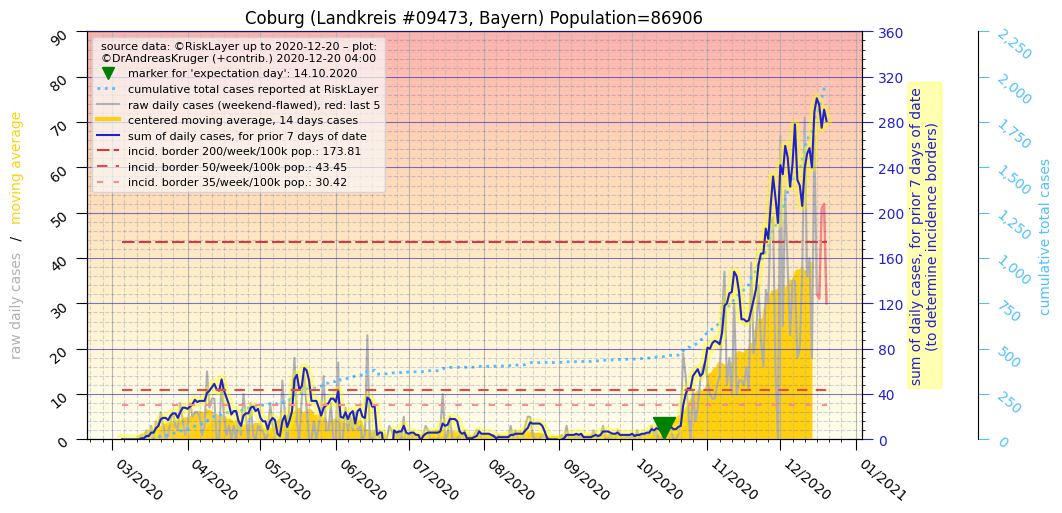 Coburg (Landkreis #09473, Bayern) Population=86906
source data: ©RiskLayer up to 2020-12-20 – plot:
©DrAndreasKruger (+contrib.) 2020-12-20 04:00
marker for 'expectation day': 14.10.2020
cumulative total cases reported at RiskLayer
raw daily cases (weekend-flawed), red: last 5
centered moving average, 14 days cases
sum of daily cases, for prior 7 days of date
incid. border 200/week/100k pop.: 173.81
incid. border 50/week/100k pop.: 43.45
incid. border 35/week/100k pop.: 30.42
raw daily cases / moving average
90
80
70
60
50
40
30
20
10
0
03/2020
04/2020
05/2020
06/2020
07/2020
08/2020
09/2020
10/2020
11/2020
12/2020
01/2021
360
320
280
240
200
160
120
80
40
0
sum of daily cases, for prior 7 days of date
(to determine incidence borders)
2,250
2,000
1,750
1,500
1,250
1,000
750
500
250
0
cumulative total cases